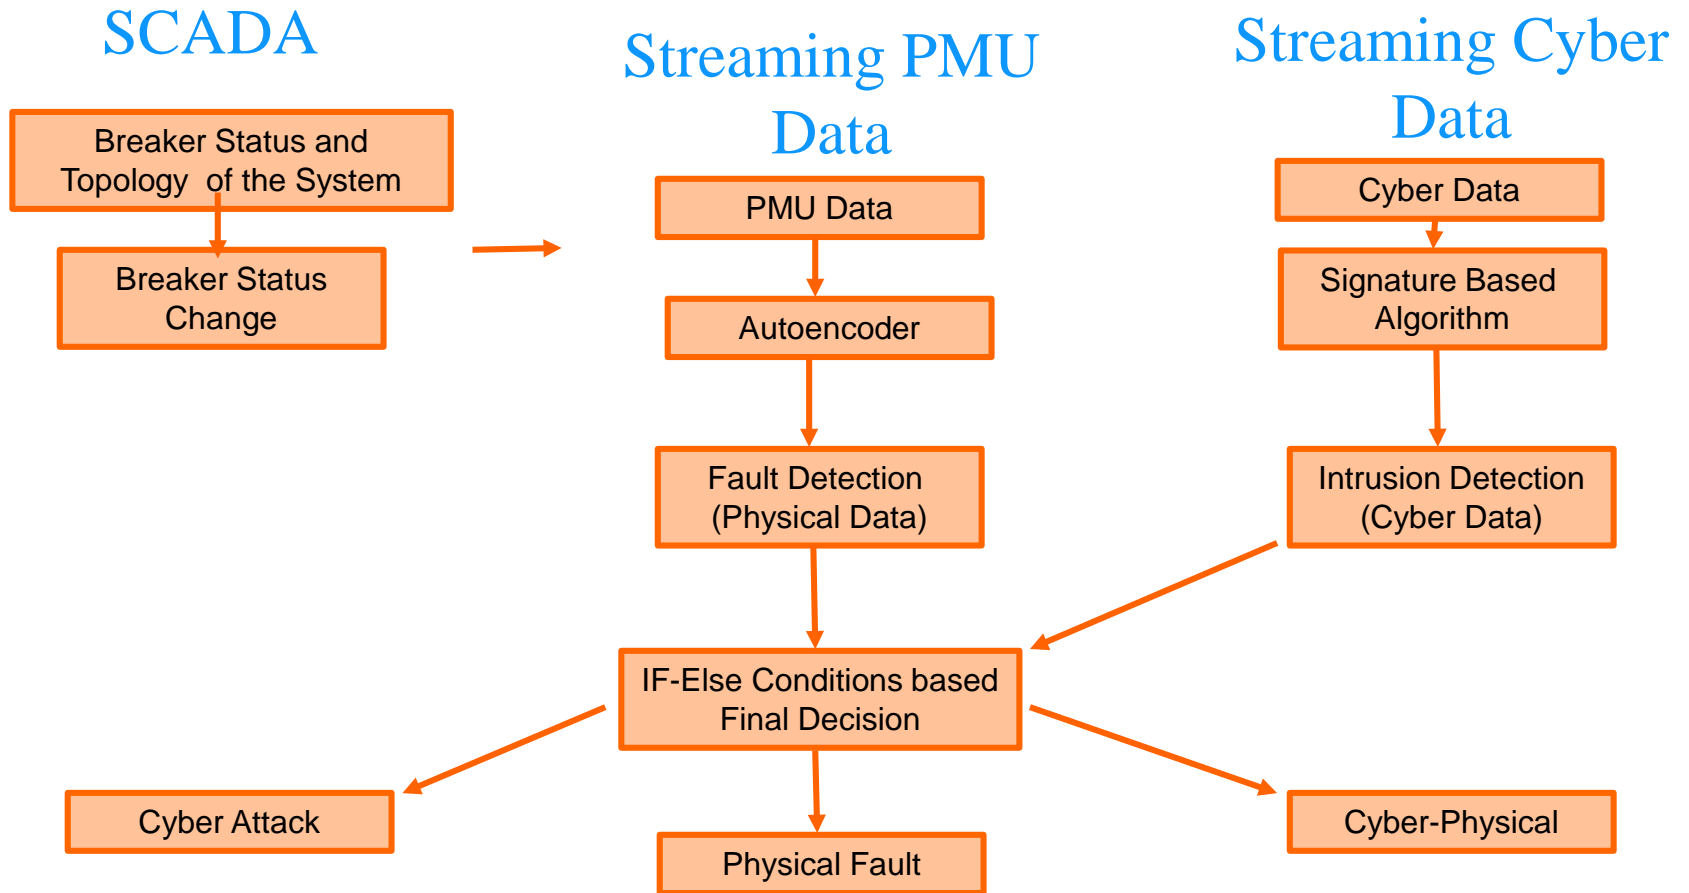 SCADA
Streaming PMU
Data
Streaming Cyber
Data
Breaker Status and
Topology of the System
Breaker Status
Change
PMU Data
Autoencoder
Fault Detection
(Physical Data)
Cyber Data
Signature Based
Algorithm
Intrusion Detection
(Cyber Data)
IF-Else Conditions based
Final Decision
Cyber Attack
Physical Fault
Cyber-Physical